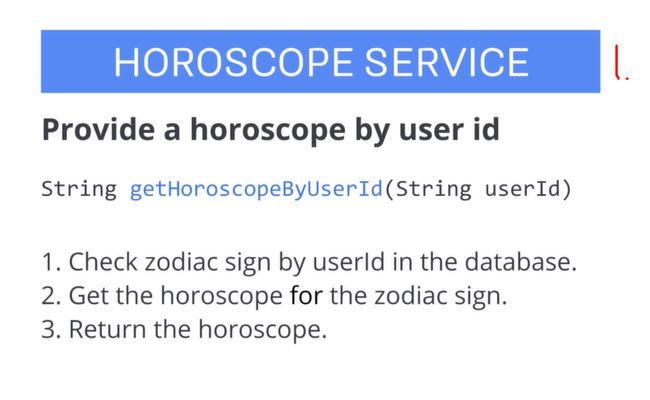 HOROSCOPE SERVICE 1.
Provide a horoscope by user id
String getHoroscopeByUserId(String userId)
1. Check zodiac sign by userId in the database.
2. Get the horoscope for the zodiac sign.
3. Return the horoscope.